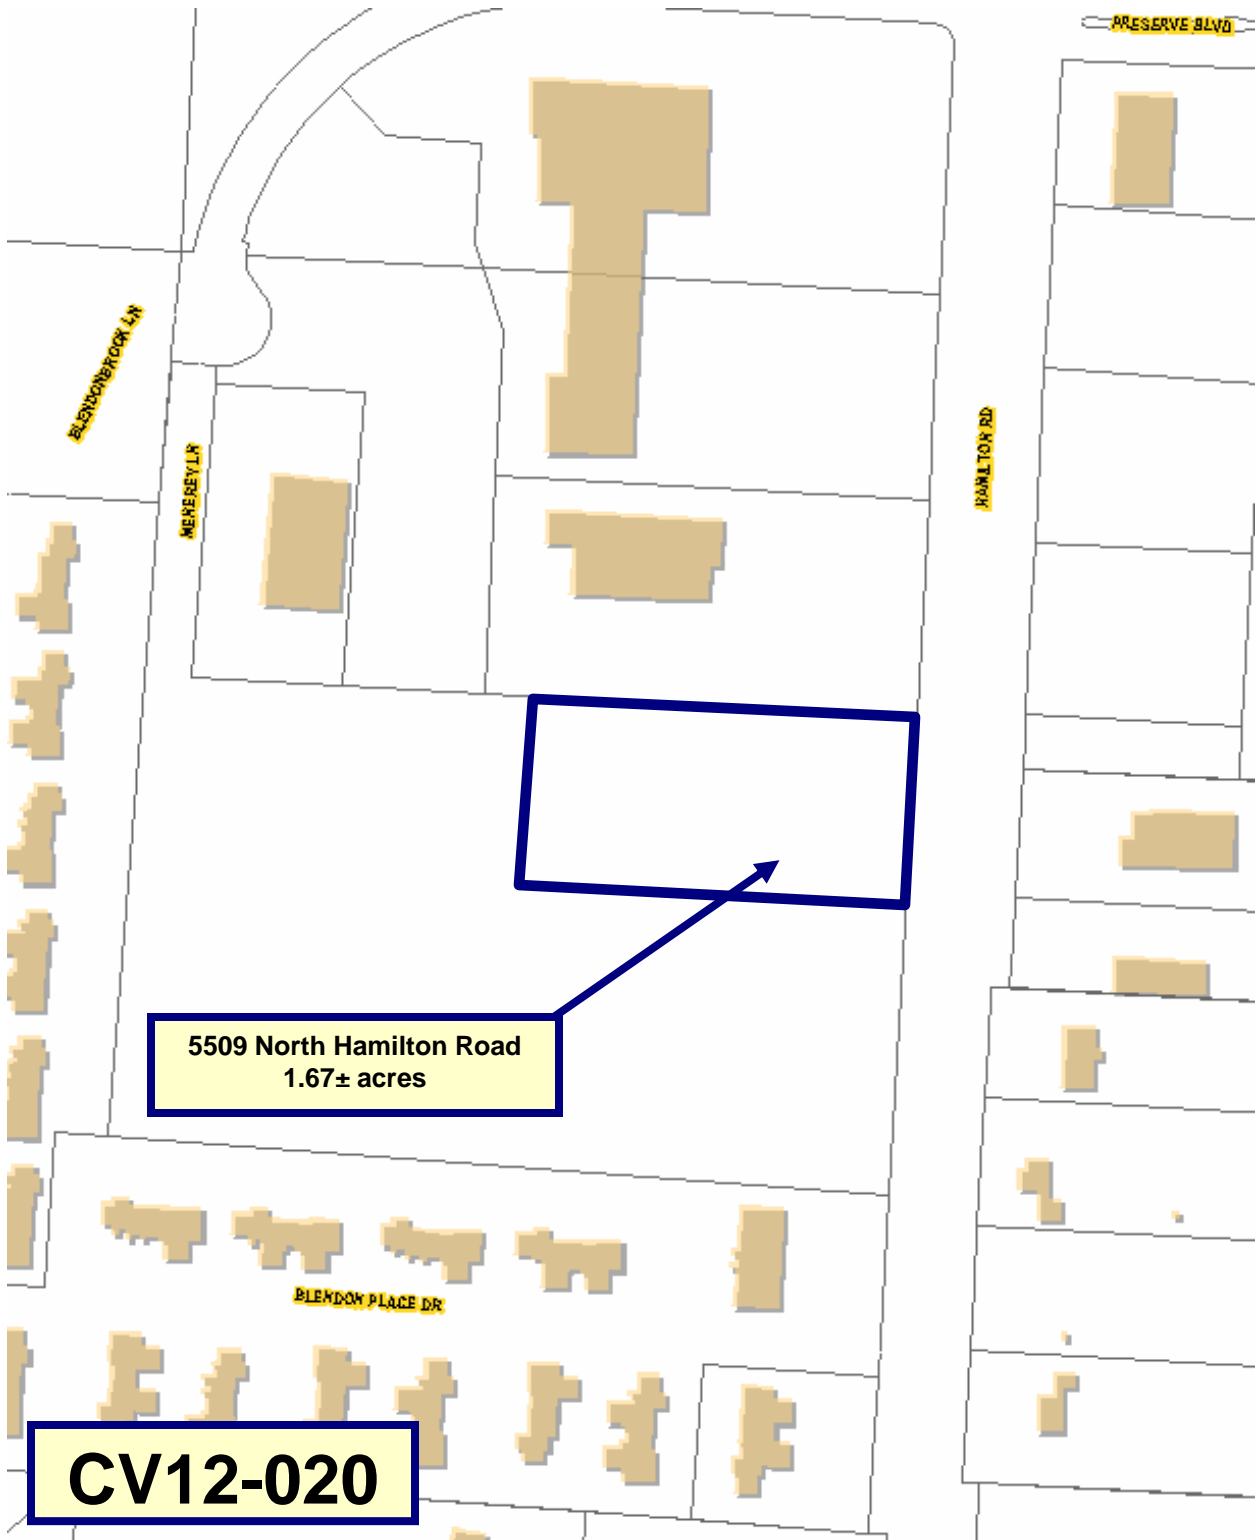 PRESERVE BLVD
BLENDONBROOK LN
HAMILTON RD
MEKEREY LN
5509 North Hamilton Road
1.67± acres
BLENDON PLACE DR
CV12-020